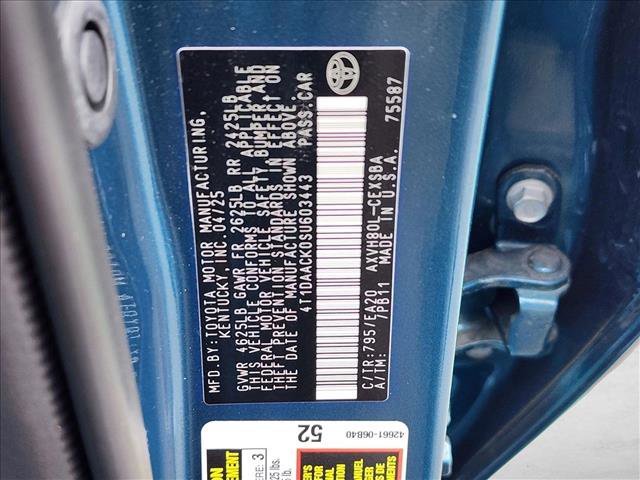 MFD. BY: TOYOTA MOTOR MANUFACTURING,
KENTUCKY, INC. 04/25
GVWR 4625LB GAWR FR 2625LB RR 2425LB
THIS VEHICLE CONFORMS TO ALL APPLICABLE
FEDERAL MOTOR VEHICLE SAFETY BUMPER, AND
THEFT PREVENTION STANDARDS IN EFFECT ON
THE DATE OF MANUFACTURE SHOWN ABOVE.
4T1DAACK0SU603443 PASS.CAR
C/TR:795/EA20 AXVH80L-CEXSBA
A/TM: /PB11 MADE IN U.S.A. 75587
52
42661-06B40